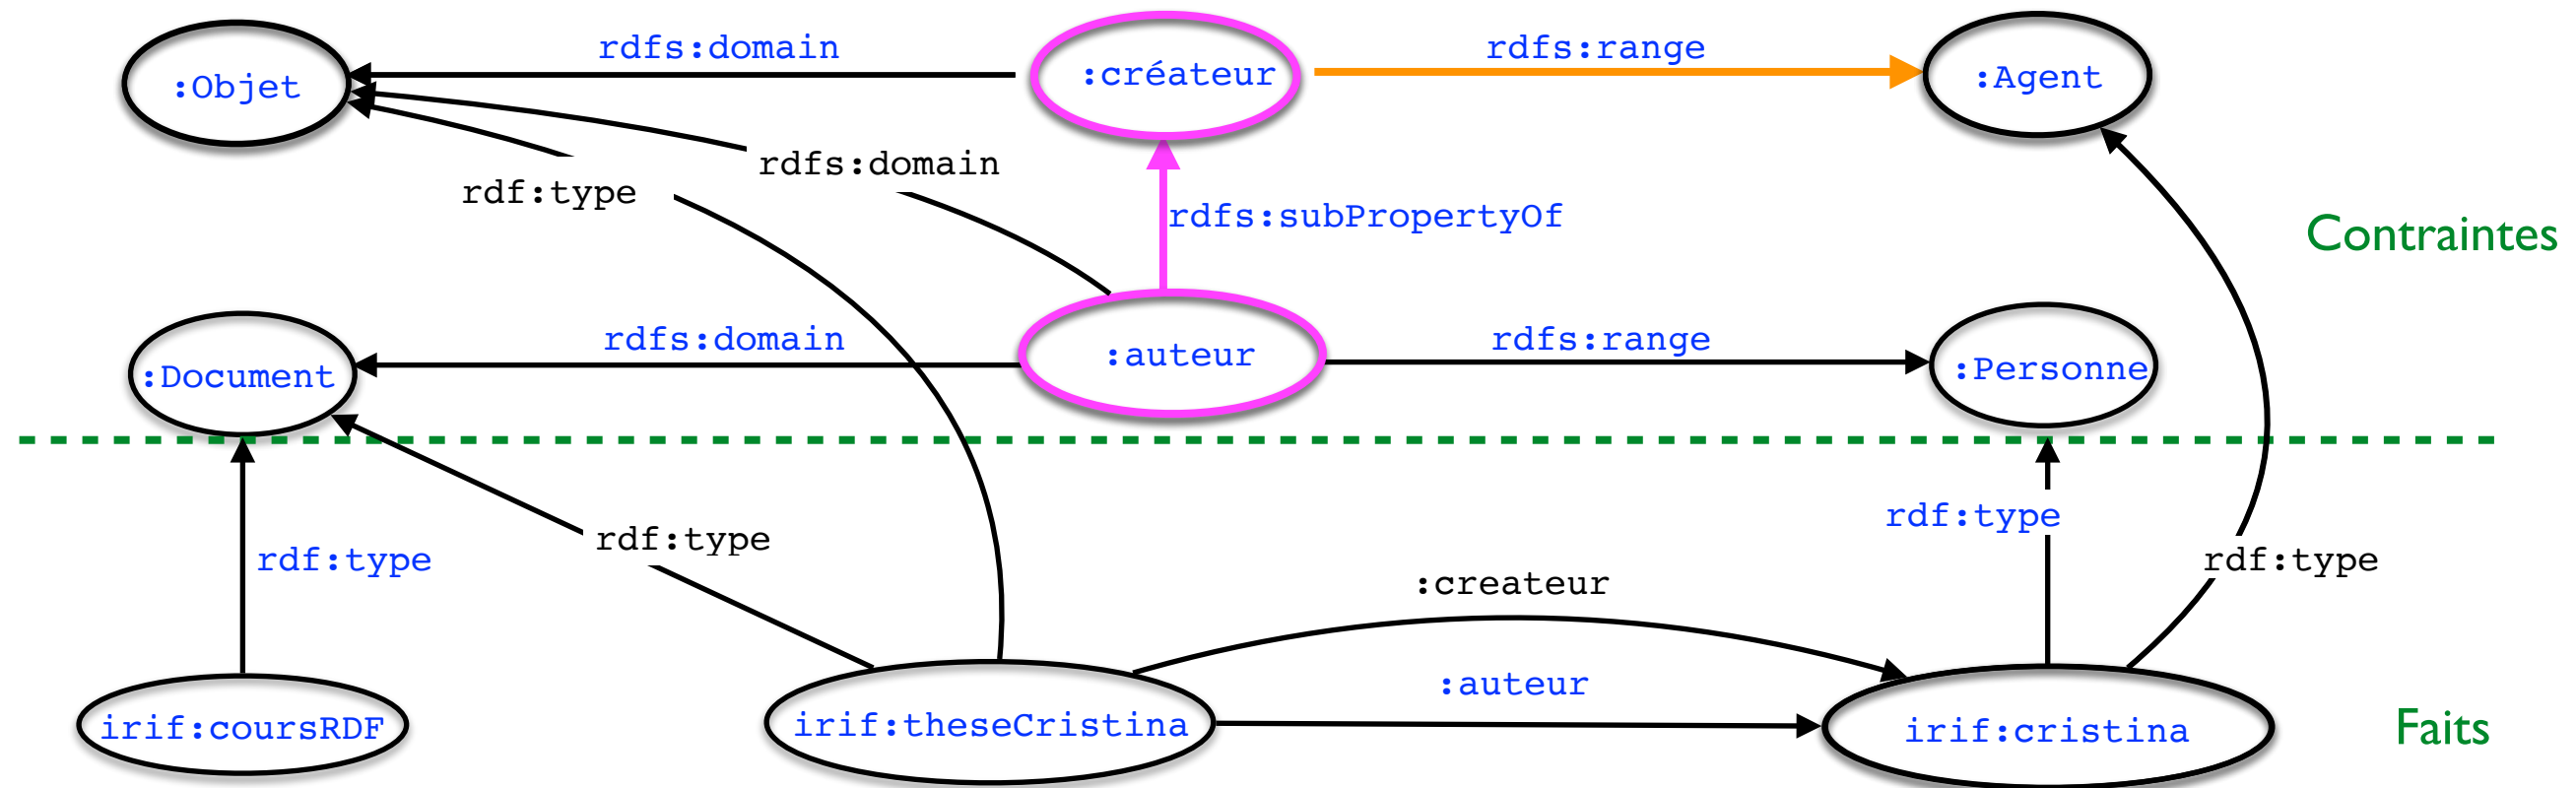 rdfs:domain
rdfs:range
:Objet
:créateur
:Agent
rdfs:domain
rdf:type
rdfs:subPropertyOf
Contraintes
rdfs:domain
rdfs:range
:Document
:auteur
:Personne
rdf:type
rdf:type
rdf:type
rdf:type
:createur
:auteur
irif:coursRDF
irif:theseCristina
irif:cristina
Faits